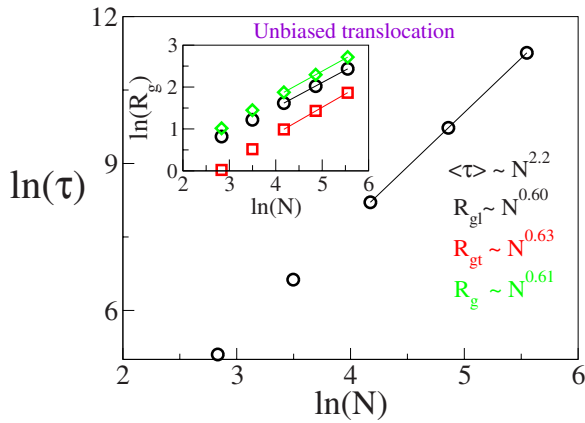 Unbiased translocation
12
9
6
ln(τ)
2
3
4
5
6
ln(N)
3
2
1
0
ln(R_g)
2
3
4
5
6
ln(N)
<τ> ~ N^2.2
R_gl ~ N^0.60
R_gt ~ N^0.63
R_g ~ N^0.61